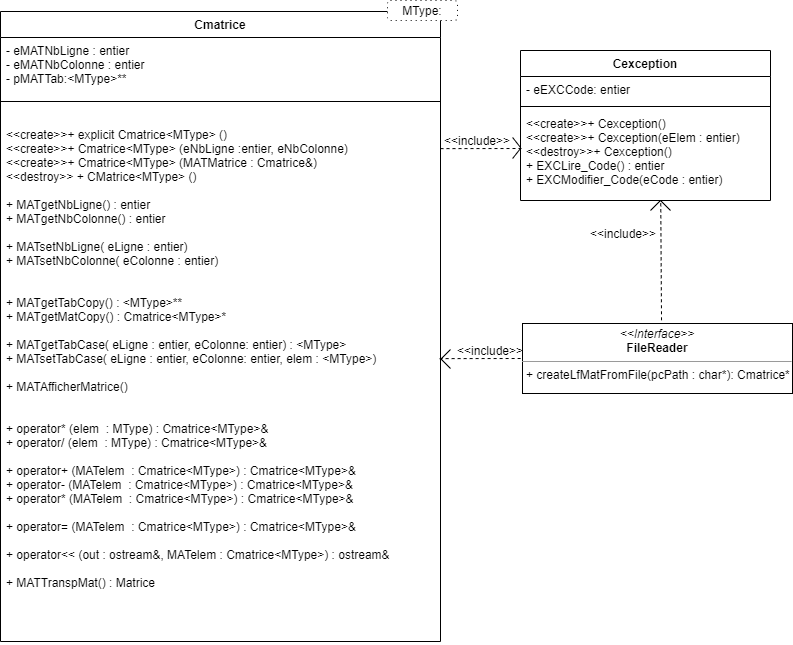 MType:
Cmatrice
- eMATNbLigne : entier
- eMATNbColonne : entier
- pMATTab:<MType>**
<<create>>+ explicit Cmatrice<MType> ()
<<create>>+ Cmatrice<MType> (eNbLigne :entier, eNbColonne)
<<create>>+ Cmatrice<MType> (MATMatrice : Cmatrice&)
<<destroy>> + CMatrice<MType> ()
+ MATgetNbLigne() : entier
+ MATgetNbColonne() : entier
+ MATsetNbLigne( eLigne : entier)
+ MATsetNbColonne( eColonne : entier)
+ MATgetTabCopy() : <MType>**
+ MATgetMatCopy() : Cmatrice<MType>*
+ MATgetTabCase( eLigne : entier, eColonne: entier) : <MType>
+ MATsetTabCase( eLigne : entier, eColonne: entier, elem : <MType>)
+ MATAfficherMatrice()
+ operator* (elem  : MType) : Cmatrice<MType>&
+ operator/ (elem  : MType) : Cmatrice<MType>&
+ operator+ (MATelem  : Cmatrice<MType>) : Cmatrice<MType>&
+ operator- (MATelem  : Cmatrice<MType>) : Cmatrice<MType>&
+ operator* (MATelem  : Cmatrice<MType>) : Cmatrice<MType>&
+ operator= (MATelem  : Cmatrice<MType>) : Cmatrice<MType>&
+ operator<< (out : ostream&, MATelem : Cmatrice<MType>) : ostream&
+ MATTranspMat() : Matrice
<<include>>
Cexception
- eEXCCode: entier
<<create>>+ Cexception()
<<create>>+ Cexception(eElem : entier)
<<destroy>>+ Cexception()
+ EXCLire_Code() : entier
+ EXCModifier_Code(eCode : entier)
<<include>>
<<include>>
<<Interface>>
FileReader
+ createLfMatFromFile(pcPath : char*): Cmatrice*